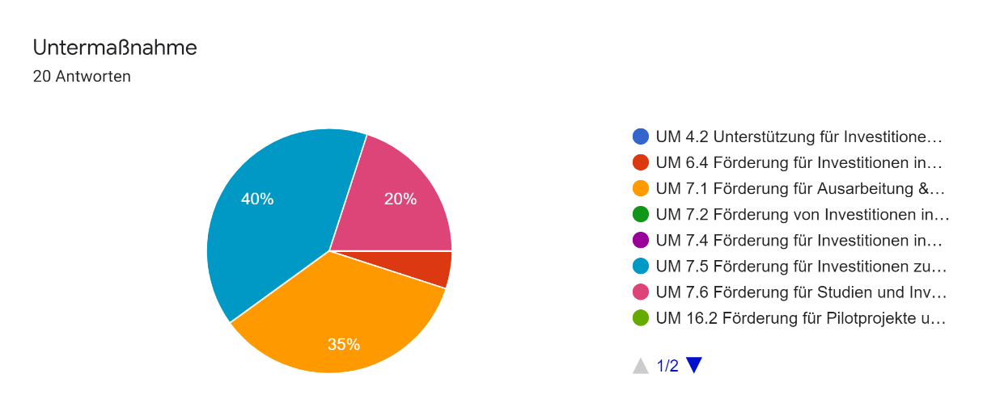 Untermaßnahme
20 Antworten
40%
20%
35%
UM 4.2 Unterstützung für Investitione…
UM 6.4 Förderung für Investitionen in…
UM 7.1 Förderung für Ausarbeitung &…
UM 7.2 Förderung von Investitionen in…
UM 7.4 Förderung für Investitionen in…
UM 7.5 Förderung für Investitionen zu…
UM 7.6 Förderung für Studien und Inv…
UM 16.2 Förderung für Pilotprojekte u…
1/2